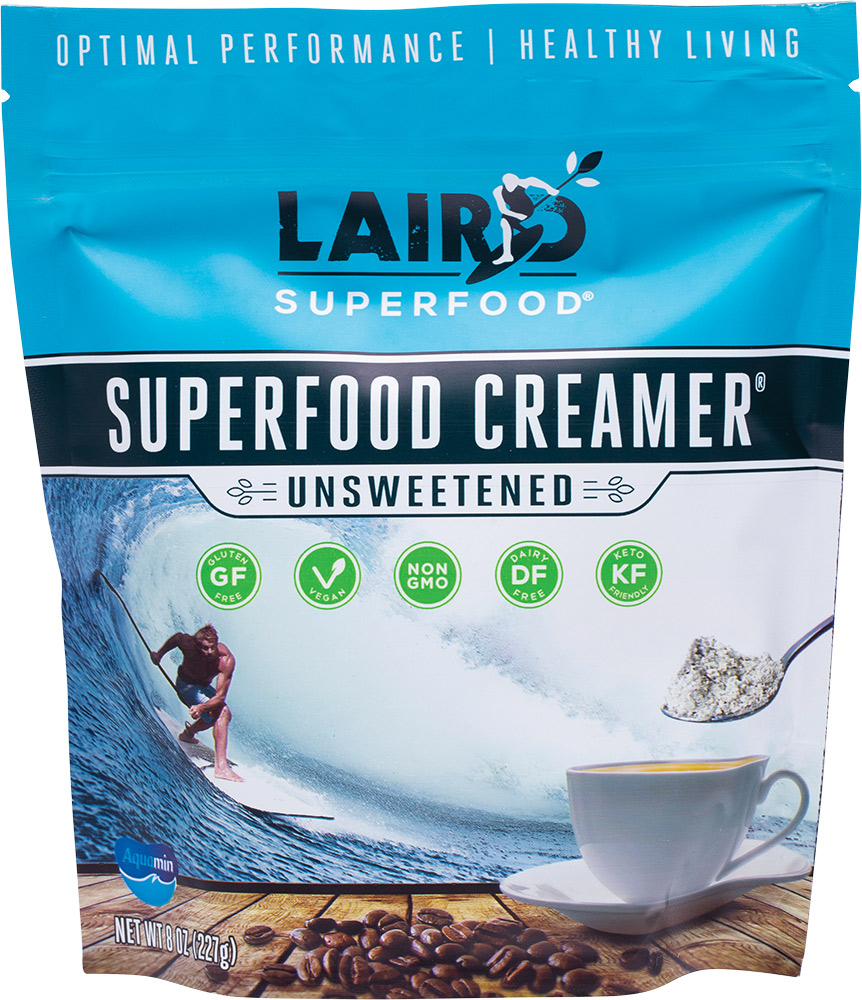 OPTIMAL PERFORMANCE | HEALTHY LIVING
LAIRD
SUPERFOOD®
SUPERFOOD CREAMER®
UNSWEETENED
GLUTEN
GF
FREE
V
VEGAN
NON
GMO
DAIRY
DF
FREE
KETO
KF
FRIENDLY
Aquamin
NET WT 8 OZ (227g)